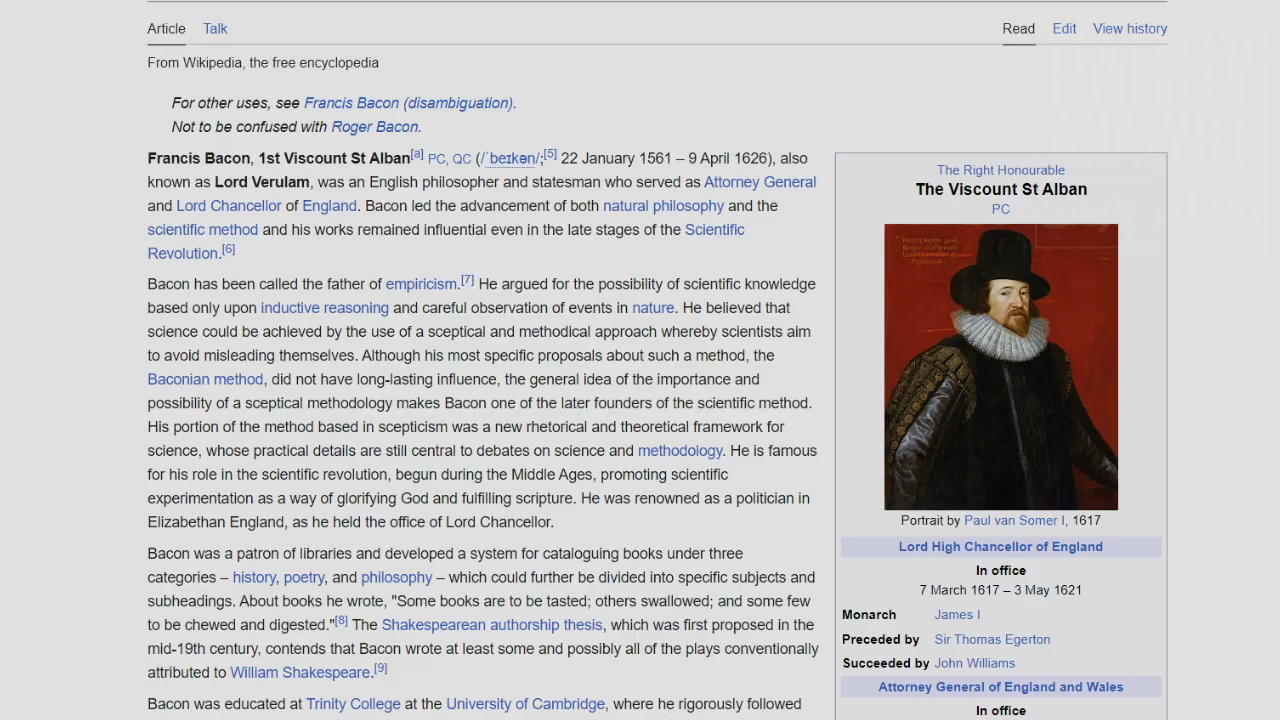 Article Talk Read Edit View history
From Wikipedia, the free encyclopedia
For other uses, see Francis Bacon (disambiguation).
Not to be confused with Roger Bacon.
Francis Bacon, 1st Viscount St Alban[a] PC, QC (/ˈbeɪkən/;[5] 22 January 1561 – 9 April 1626), also
known as Lord Verulam, was an English philosopher and statesman who served as Attorney General
and Lord Chancellor of England. Bacon led the advancement of both natural philosophy and the
scientific method and his works remained influential even in the late stages of the Scientific
Revolution.[6]
Bacon has been called the father of empiricism.[7] He argued for the possibility of scientific knowledge
based only upon inductive reasoning and careful observation of events in nature. He believed that
science could be achieved by the use of a sceptical and methodical approach whereby scientists aim
to avoid misleading themselves. Although his most specific proposals about such a method, the
Baconian method, did not have long-lasting influence, the general idea of the importance and
possibility of a sceptical methodology makes Bacon one of the later founders of the scientific method.
His portion of the method based in scepticism was a new rhetorical and theoretical framework for
science, whose practical details are still central to debates on science and methodology. He is famous
for his role in the scientific revolution, begun during the Middle Ages, promoting scientific
experimentation as a way of glorifying God and fulfilling scripture. He was renowned as a politician in
Elizabethan England, as he held the office of Lord Chancellor.
Bacon was a patron of libraries and developed a system for cataloguing books under three
categories – history, poetry, and philosophy – which could further be divided into specific subjects and
subheadings. About books he wrote, "Some books are to be tasted; others swallowed; and some few
to be chewed and digested."[8] The Shakespearean authorship thesis, which was first proposed in the
mid-19th century, contends that Bacon wrote at least some and possibly all of the plays conventionally
attributed to William Shakespeare.[9]
Bacon was educated at Trinity College at the University of Cambridge, where he rigorously followed
The Right Honourable
The Viscount St Alban
PC
Portrait by Paul van Somer I, 1617
Lord High Chancellor of England
In office
7 March 1617 – 3 May 1621
Monarch James I
Preceded by Sir Thomas Egerton
Succeeded by John Williams
Attorney General of England and Wales
In office